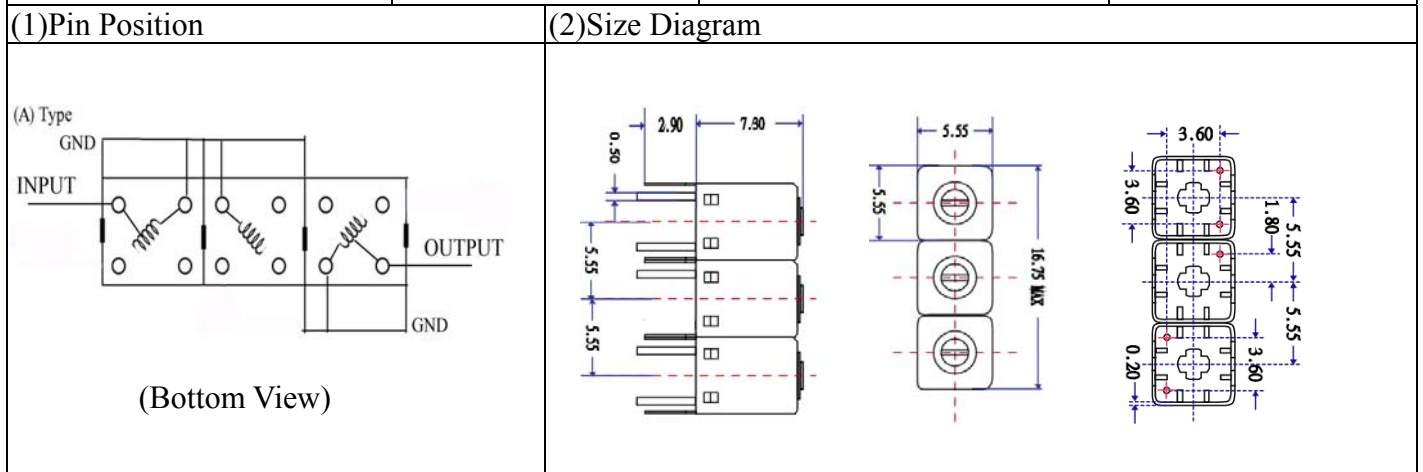 (1)Pin Position
(2)Size Diagram
(A) Type
GND
INPUT
OUTPUT
GND
(Bottom View)
2.90
7.80
0.50
5.55
5.55
5.55
5.55
16.75 MAX
3.60
3.60
1.80
5.55
5.55
3.60
0.20